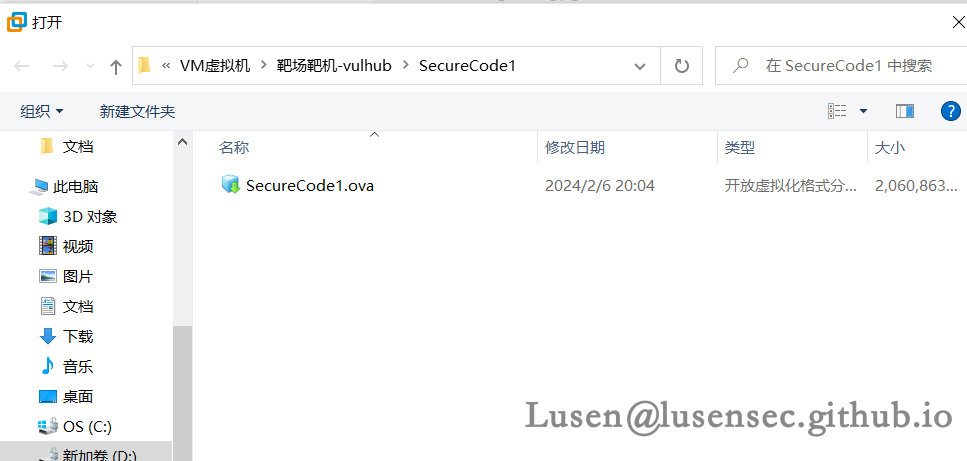 打开
« VM虚拟机 › 靶场靶机-vulhub › SecureCode1
在 SecureCode1 中搜索
组织 新建文件夹
名称 修改日期 类型 大小
SecureCode1.ova 2024/2/6 20:04 开放虚拟化格式分... 2,060,863...
文档
此电脑
3D 对象
视频
图片
文档
下载
音乐
桌面
OS (C:)
新加卷 (D:)
Lusen@lusensec.github.io